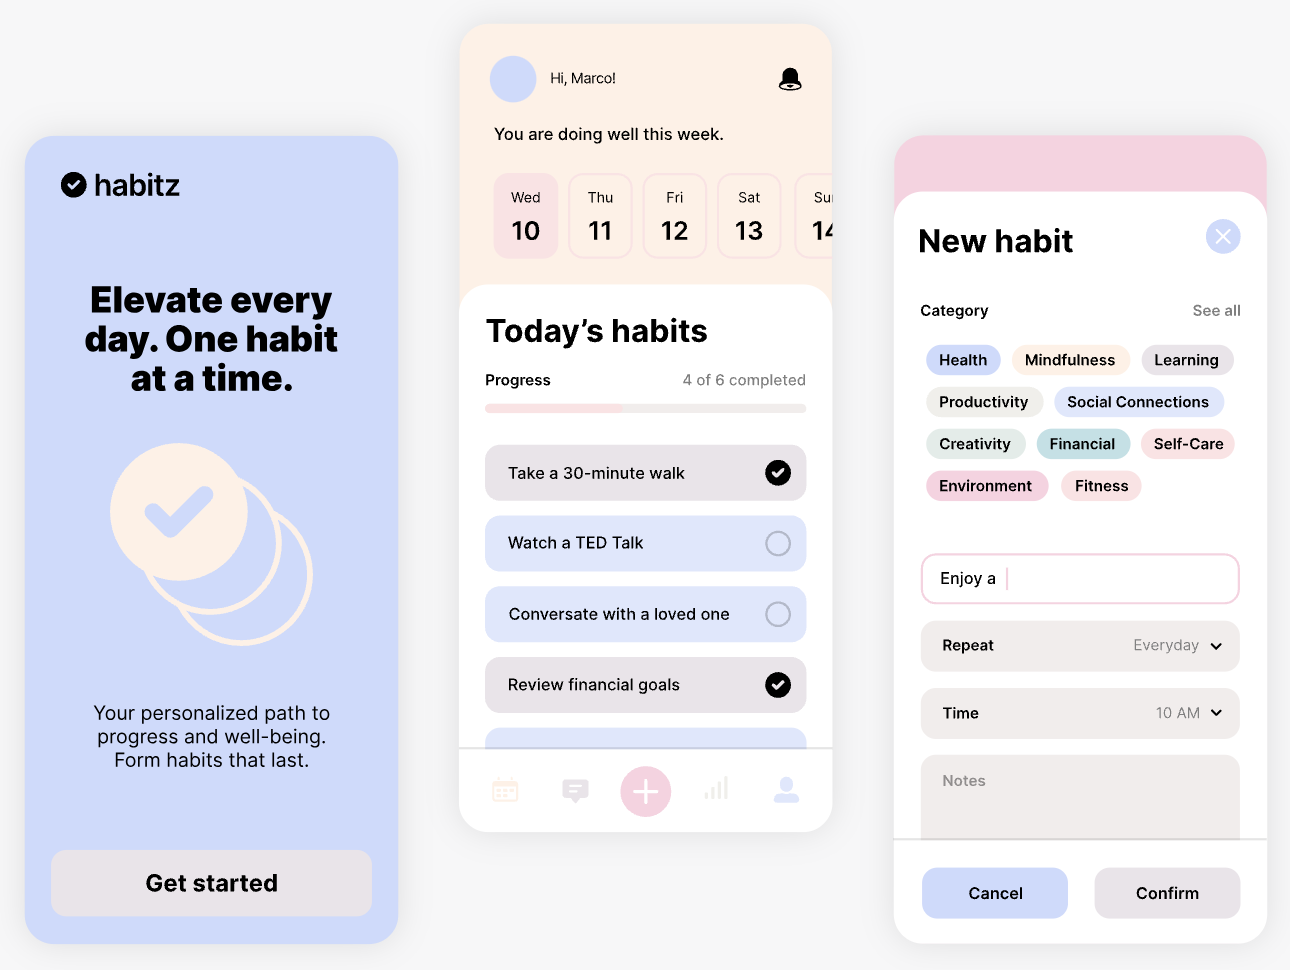 habitz
Elevate every
day. One habit
at a time.
Your personalized path to
progress and well-being.
Form habits that last.
Get started
Hi, Marco!
You are doing well this week.
Wed Thu Fri Sat
10 11 12 13
Today’s habits
Progress 4 of 6 completed
Take a 30-minute walk
Watch a TED Talk
Conversate with a loved one
Review financial goals
New habit
Category See all
Health Mindfulness Learning
Productivity Social Connections
Creativity Financial Self-Care
Environment Fitness
Enjoy a
Repeat Everyday
Time 10 AM
Notes
Cancel Confirm